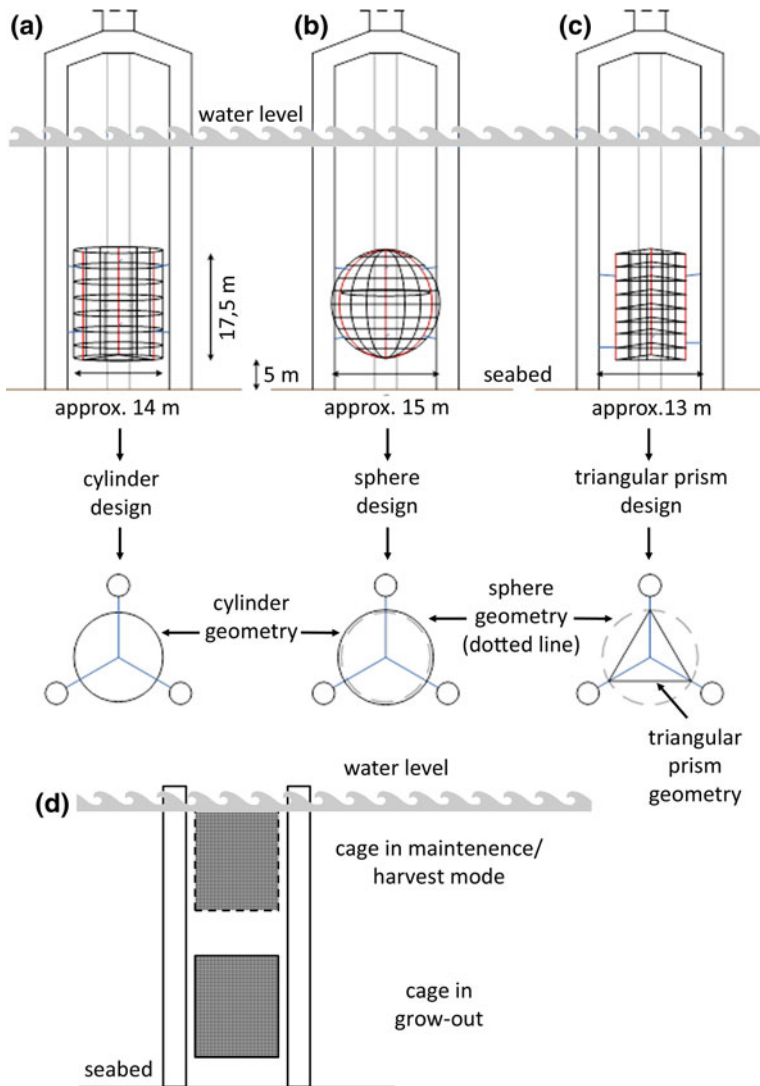 (a)
(b)
(c)
water level
17,5 m
5 m
seabed
approx. 14 m
approx. 15 m
approx.13 m
cylinder
design
sphere
design
triangular prism
design
cylinder
geometry
sphere
geometry
(dotted line)
triangular
prism
geometry
water level
(d)
cage in maintenence/
harvest mode
cage in
grow-out
seabed